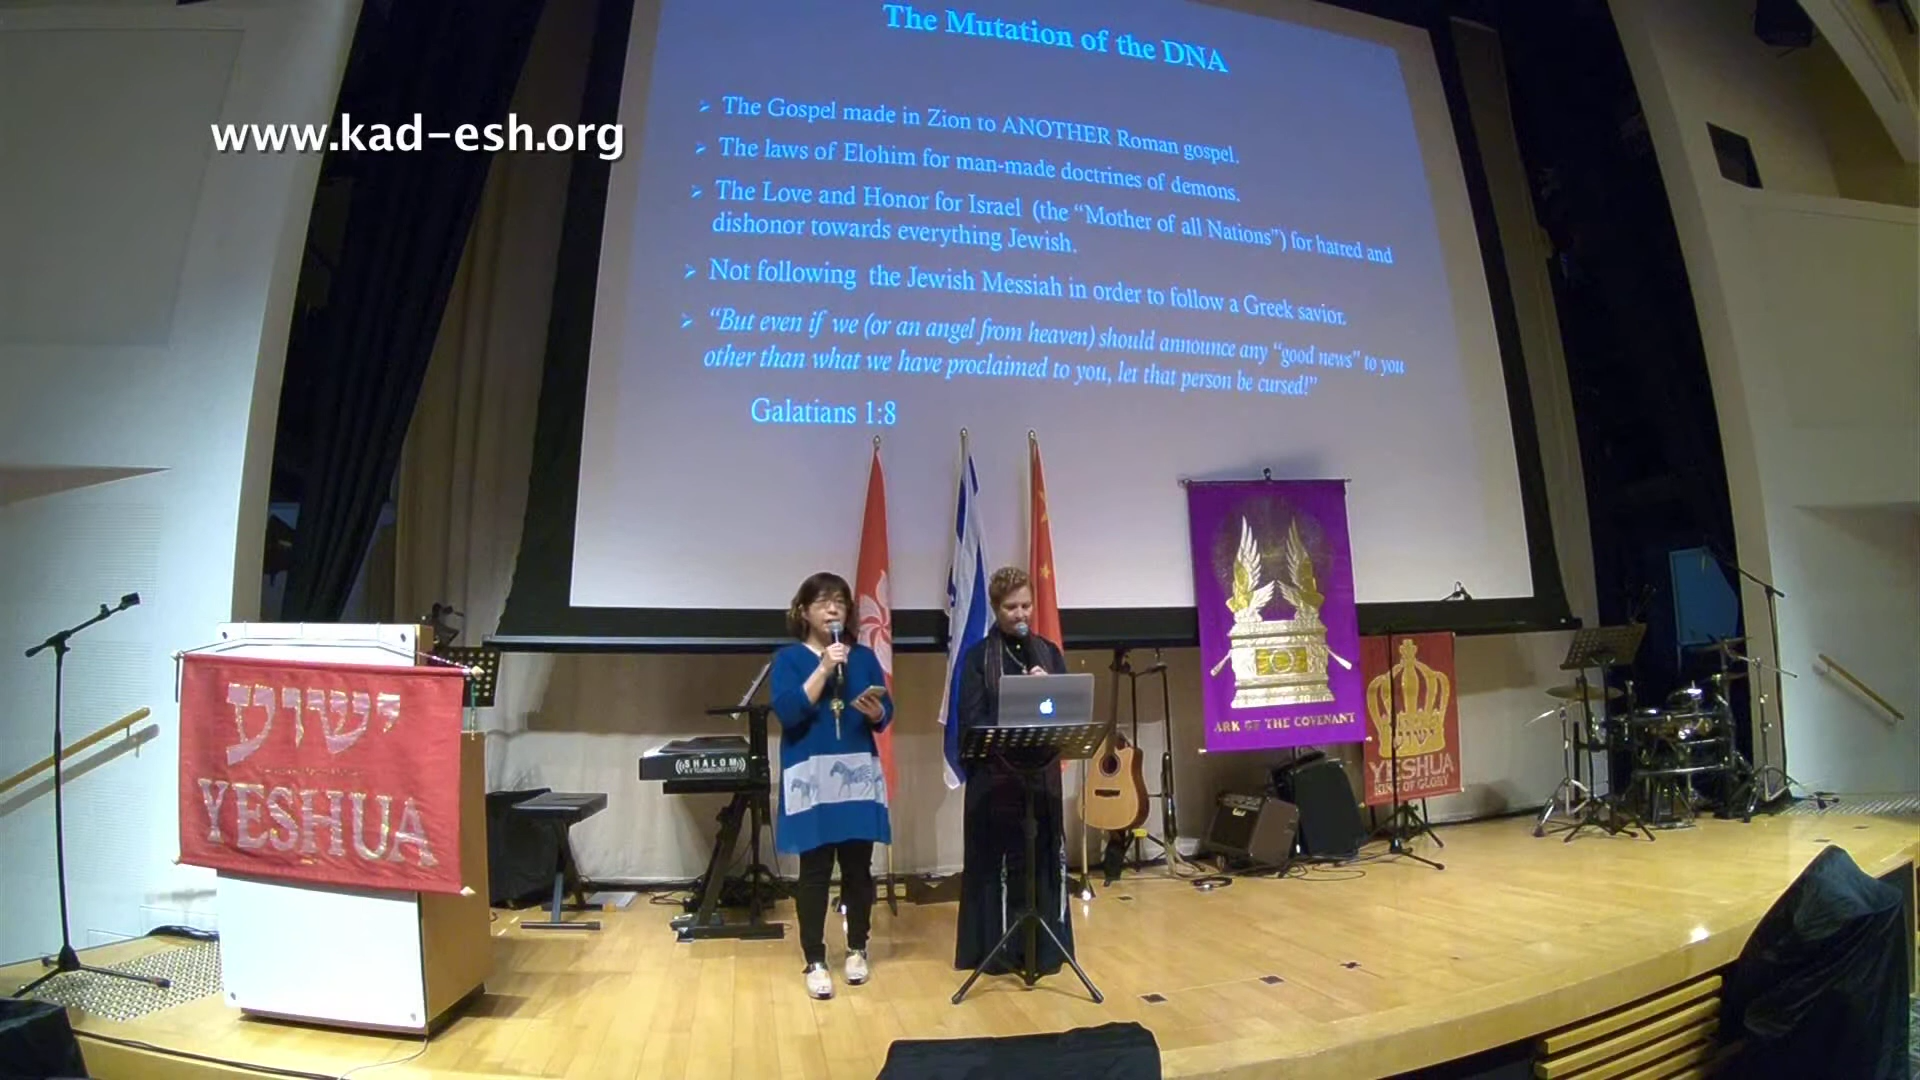 The Mutation of the DNA
www.kad-esh.org
➢ The Gospel made in Zion to ANOTHER Roman gospel.
➢ The laws of Elohim for man-made doctrines of demons.
➢ The Love and Honor for Israel (the “Mother of all Nations”) for hatred and
dishonor towards everything Jewish.
➢ Not following the Jewish Messiah in order to follow a Greek savior.
➢ “But even if we (or an angel from heaven) should announce any “good news” to you
other than what we have proclaimed to you, let that person be cursed!”
Galatians 1:8
ישוע
YESHUA
SHALOM
ARK OF THE COVENANT
ישוע
YESHUA
KING OF GLORY